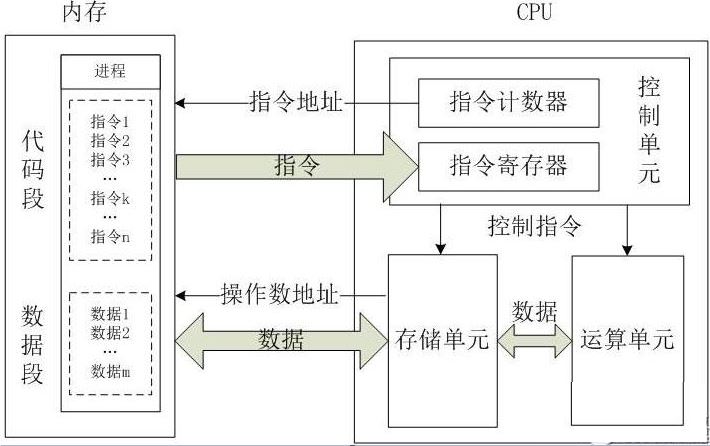 内存
CPU
进程
代码段
指令1
指令2
指令3
...
指令k
...
指令n
数据段
数据1
数据2
...
数据m
指令地址
指令
操作数地址
数据
指令计数器
指令寄存器
控制单元
控制指令
存储单元
数据
运算单元